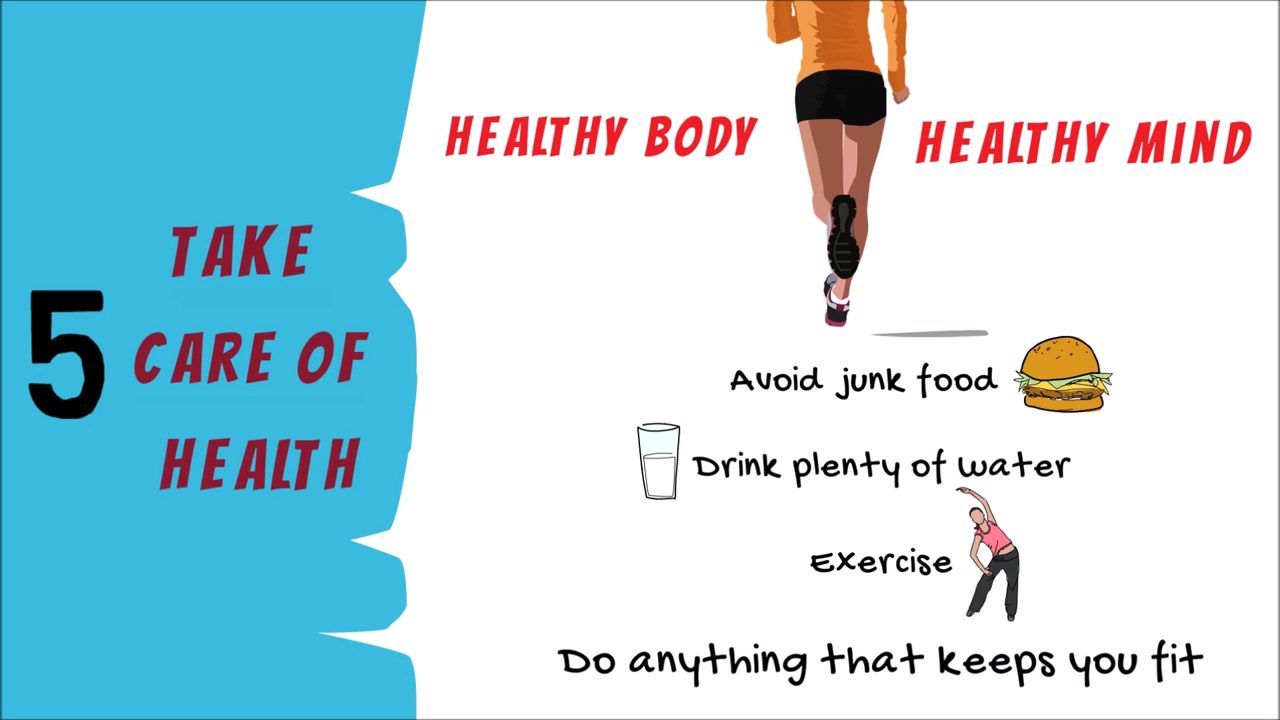 5
TAKE
CARE OF
HEALTH
HEALTHY BODY
HEALTHY MIND
Avoid junk food
Drink plenty of water
Exercise
Do anything that keeps you fit